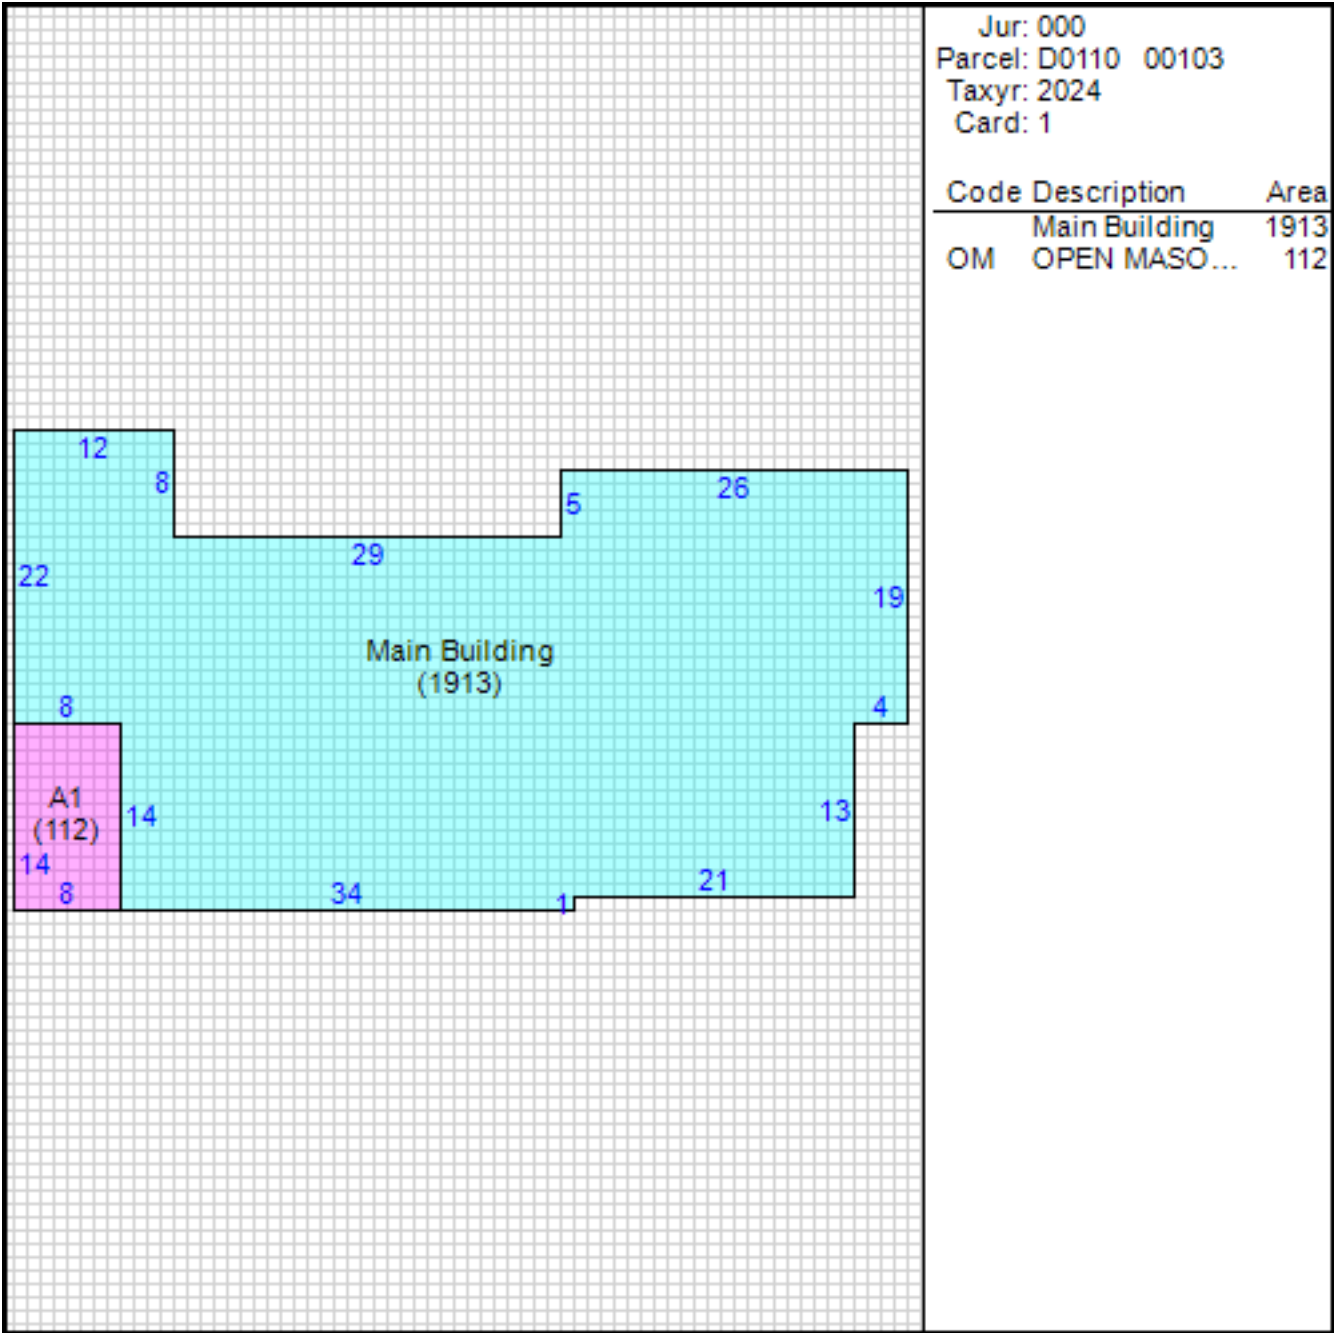 Jur: 000
Parcel: D0110 00103
Taxyr: 2024
Card: 1
Code Description Area
Main Building 1913
OM OPEN MASO... 112
12
8
5
26
29
22
19
Main Building
(1913)
8
4
A1
(112)
14
14
13
8
34
1
21